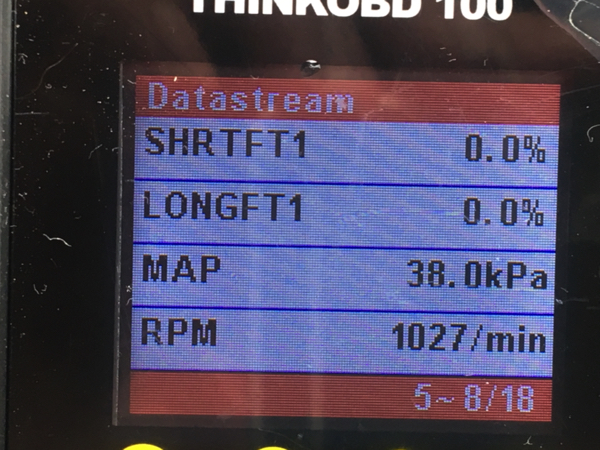 THINKOBD 100
Datastream
SHRTFT1 0.0%
LONGFT1 0.0%
MAP 38.0kPa
RPM 1027/min
5~8/18